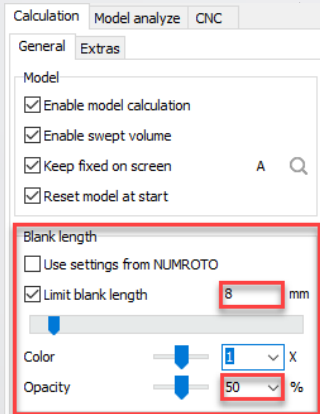 Calculation Model analyze CNC
General Extras
Model
Enable model calculation
Enable swept volume
Keep fixed on screen A
Reset model at start
Blank length
Use settings from NUMROTO
Limit blank length 8 mm
Color 1 X
Opacity 50 %